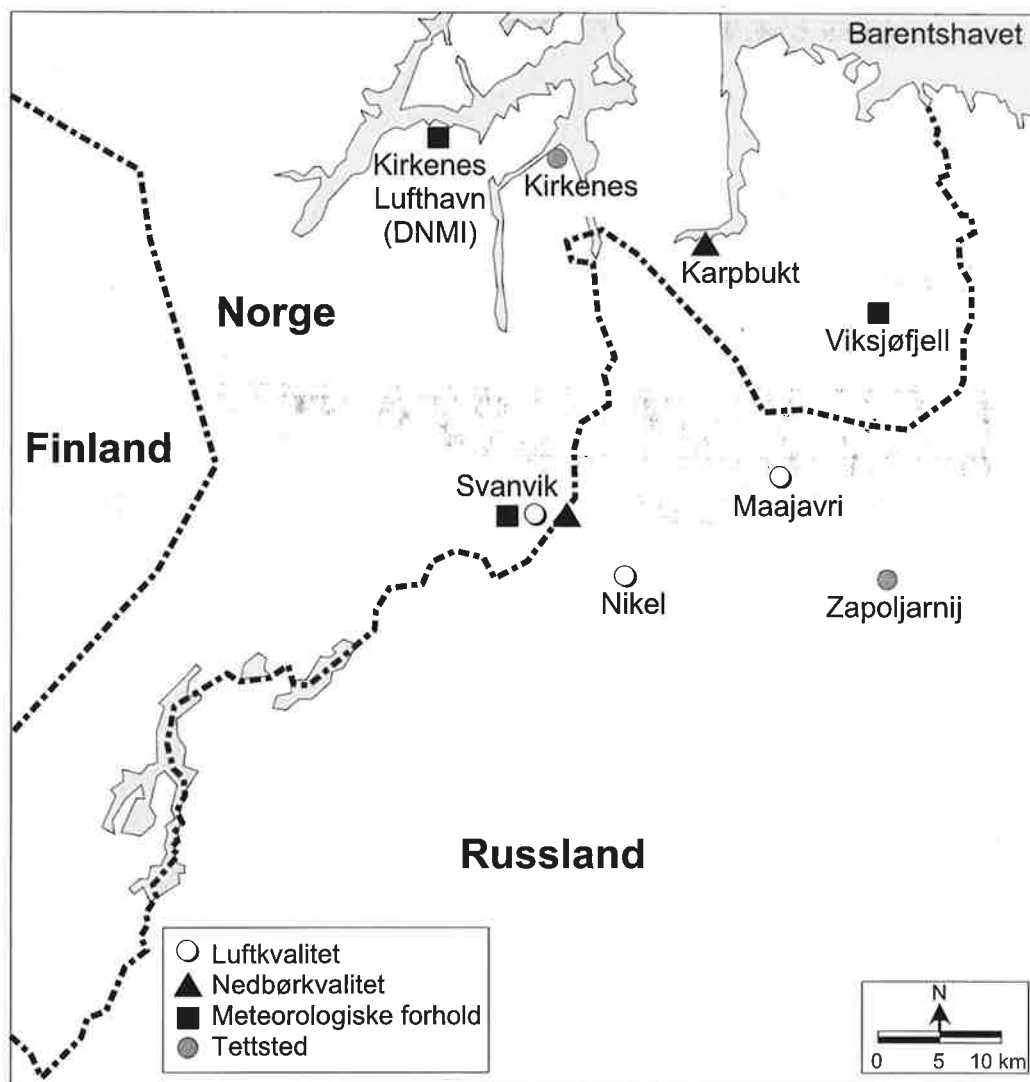 Barentshavet
Kirkenes
Lufthavn
(DNMI)
Kirkenes
Karpbukt
Norge
Viksjøfjell
Finland
Svanvik
Maajavri
Nikel
Zapoljarnij
Russland
Luftkvalitet
Nedbørkvalitet
Meteorologiske forhold
Tettsted
N
0 5 10 km